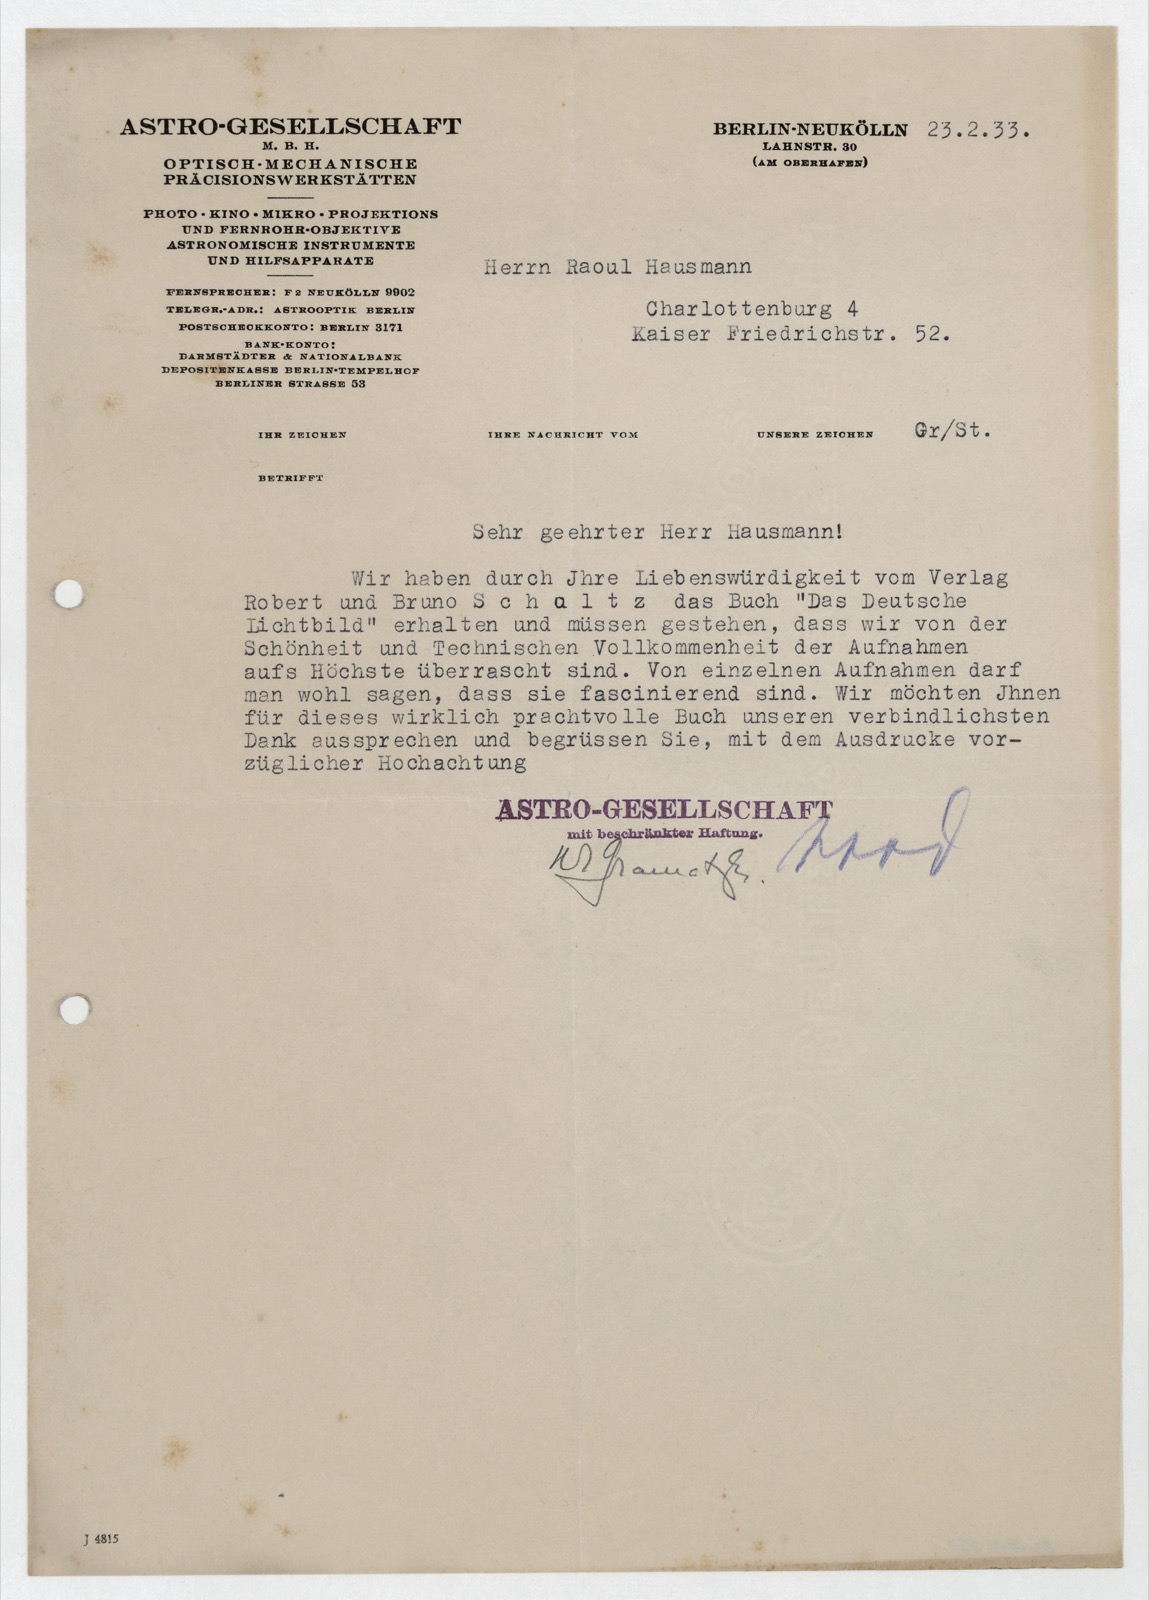 ASTRO-GESELLSCHAFT
M. B. H.
OPTISCH-MECHANISCHE
PRÄCISIONSWERKSTÄTTEN
PHOTO - KINO - MIKRO - PROJEKTIONS
UND FERNROHR-OBJEKTIVE
ASTRONOMISCHE INSTRUMENTE
UND HILFSAPPARATE
FERNSPRECHER: F 2 NEUKÖLLN 9902
TELEGR.-ADR.: ASTROOPTIK BERLIN
POSTSCHECKKONTO: BERLIN 3171
BANK-KONTO:
DARMSTÄDTER & NATIONALBANK
DEPOSITENKASSE BERLIN-TEMPELHOF
BERLINER STRASSE 53
BERLIN-NEUKÖLLN 23.2.33.
LAHNSTR. 30
(AM OBERHAFEN)
Herrn Raoul Hausmann
Charlottenburg 4
Kaiser Friedrichstr. 52.
IHR ZEICHEN IHRE NACHRICHT VOM UNSERE ZEICHEN Gr/St.
BETRIFFT
Sehr geehrter Herr Hausmann!
Wir haben durch Jhre Liebenswürdigkeit vom Verlag
Robert und Bruno S c h a l t z das Buch "Das Deutsche
Lichtbild" erhalten und müssen gestehen, dass wir von der
Schönheit und Technischen Vollkommenheit der Aufnahmen
aufs Höchste überrascht sind. Von einzelnen Aufnahmen darf
man wohl sagen, dass sie fascinierend sind. Wir möchten Jhnen
für dieses wirklich prachtvolle Buch unseren verbindlichsten
Dank aussprechen und begrüssen Sie, mit dem Ausdrucke vor-
züglicher Hochachtung
ASTRO-GESELLSCHAFT
mit beschränkter Haftung.
J 4815